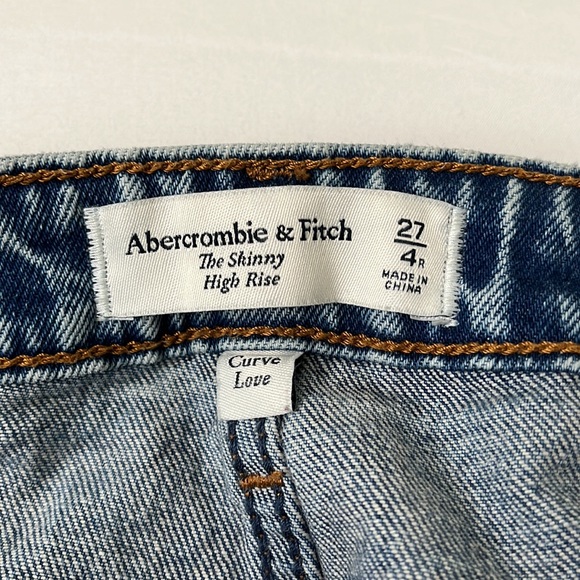 Abercrombie & Fitch
The Skinny
High Rise
27
4R
MADE IN
CHINA
Curve
Love